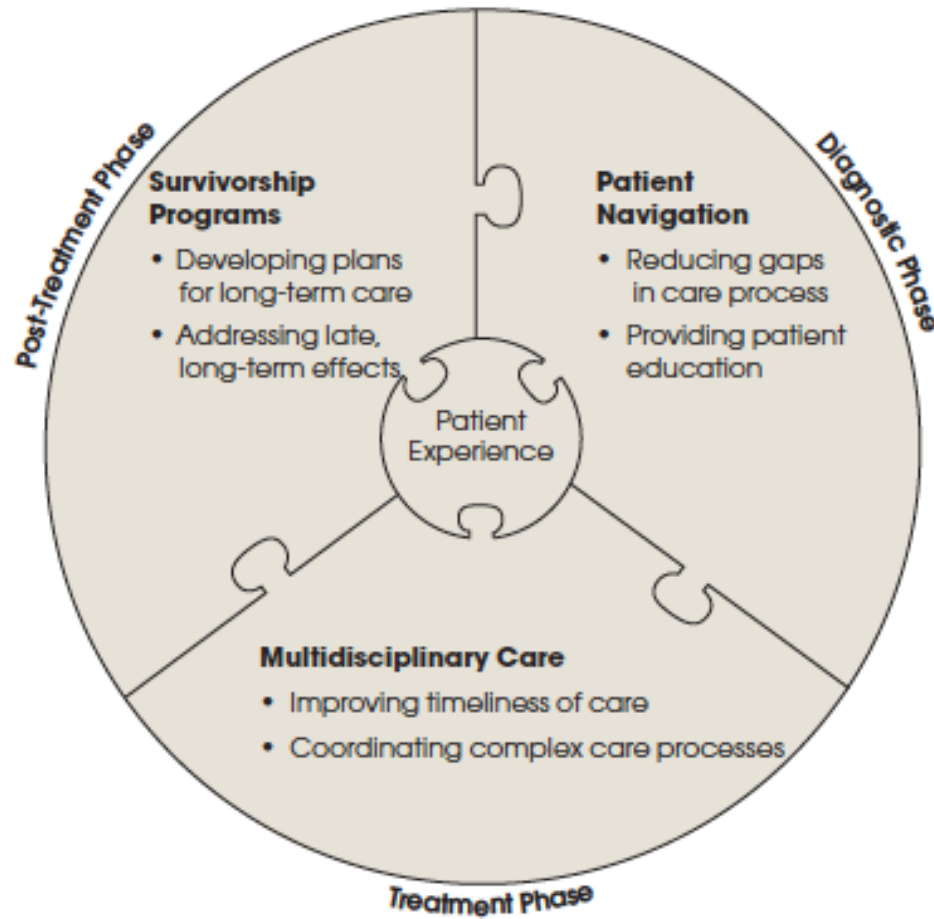 Post-Treatment Phase
Survivorship
Programs
• Developing plans
for long-term care
• Addressing late,
long-term effects
Diagnostic Phase
Patient
Navigation
• Reducing gaps
in care process
• Providing patient
education
Patient
Experience
Multidisciplinary Care
• Improving timeliness of care
• Coordinating complex care processes
Treatment Phase